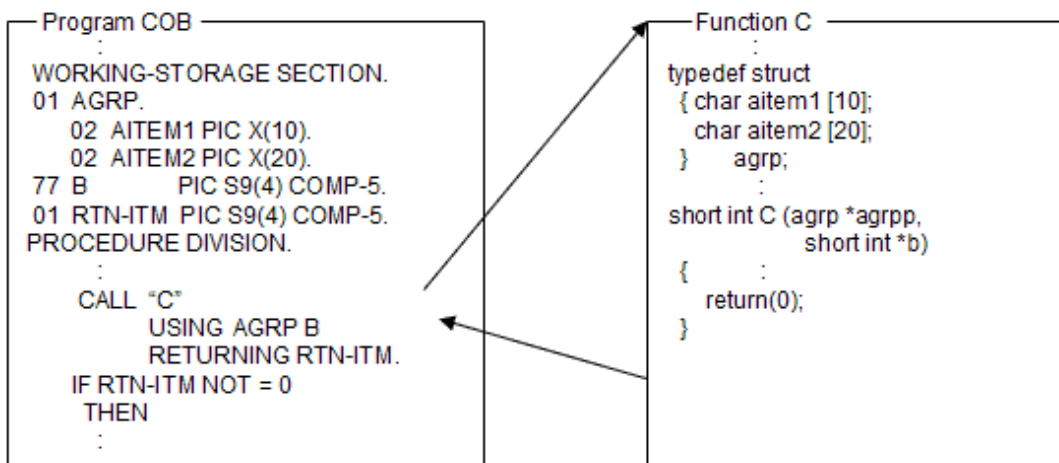 Program COB
:
WORKING-STORAGE SECTION.
01 AGRP.
02 AITEM1 PIC X(10).
02 AITEM2 PIC X(20).
77 B PIC S9(4) COMP-5.
01 RTN-ITM PIC S9(4) COMP-5.
PROCEDURE DIVISION.
:
CALL “C”
USING AGRP B
RETURNING RTN-ITM.
IF RTN-ITM NOT = 0
THEN
:
Function C
:
typedef struct
{ char aitem1 [10];
char aitem2 [20];
} agrp;
:
short int C (agrp *agrpp,
short int *b)
{ :
return(0);
}